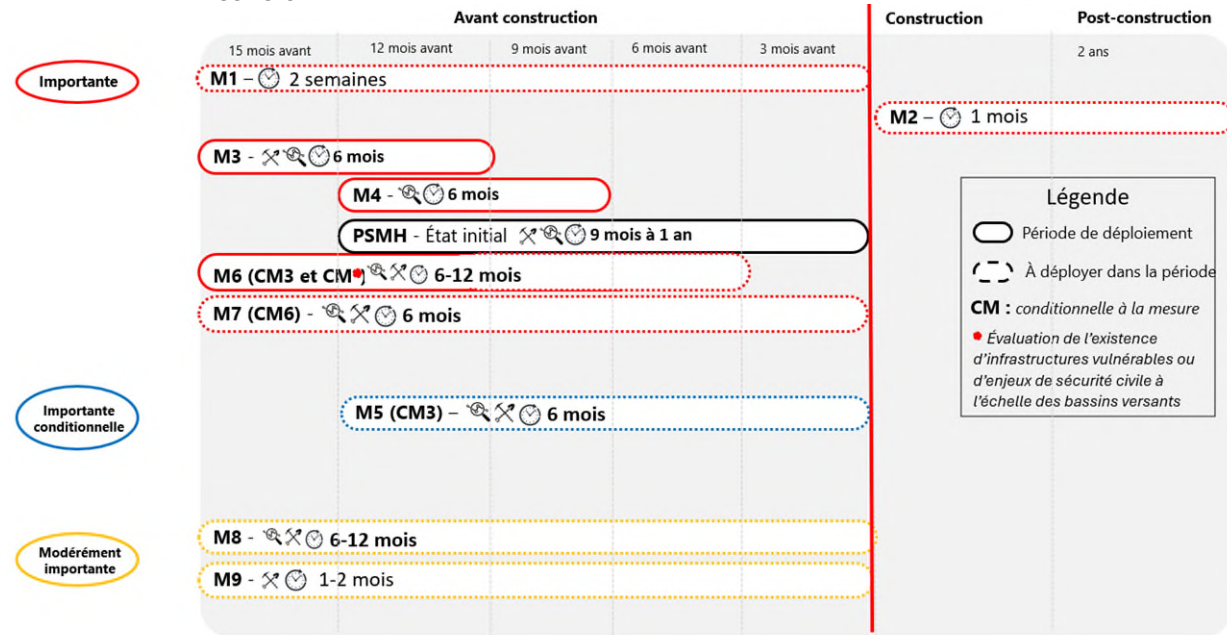 Avant construction
Construction
Post-construction
15 mois avant
12 mois avant
9 mois avant
6 mois avant
3 mois avant
2 ans
Importante
M1 – 2 semaines
M2 – 1 mois
M3 - 6 mois
M4 - 6 mois
PSMH - État initial 9 mois à 1 an
M6 (CM3 et CM ) 6-12 mois
M7 (CM6) - 6 mois
Légende
Période de déploiement
À déployer dans la période
CM : conditionnelle à la mesure
Évaluation de l'existence
d'infrastructures vulnérables ou
d'enjeux de sécurité civile à
l'échelle des bassins versants
Importante
conditionnelle
M5 (CM3) – 6 mois
Modérément
importante
M8 - 6-12 mois
M9 - 1-2 mois